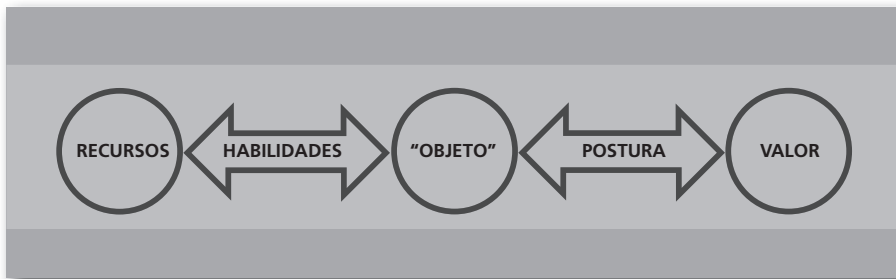 RECURSOS
HABILIDADES
“OBJETO”
POSTURA
VALOR